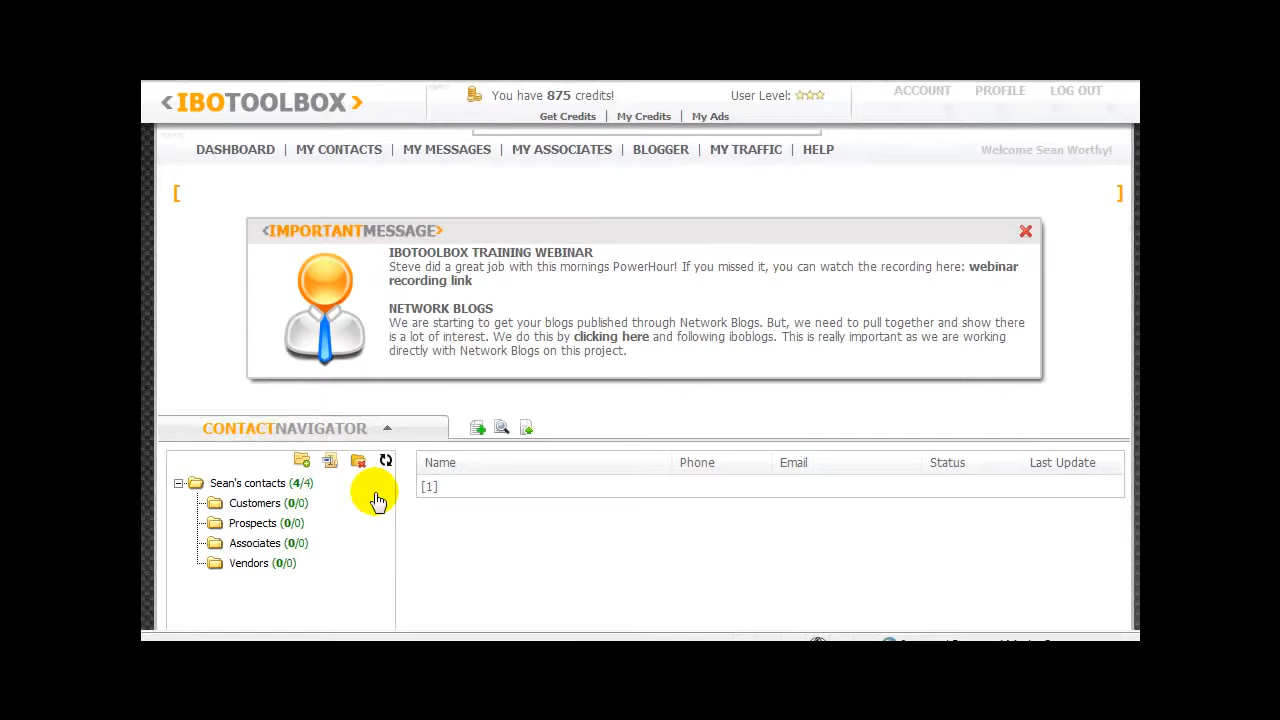 <IBOTOOLBOX>
You have 875 credits!
User Level:
Get Credits | My Credits | My Ads
ACCOUNT PROFILE LOG OUT
DASHBOARD | MY CONTACTS | MY MESSAGES | MY ASSOCIATES | BLOGGER | MY TRAFFIC | HELP
Welcome Sean Worthy!
[ ]
<IMPORTANTMESSAGE>
IBOTOOLBOX TRAINING WEBINAR
Steve did a great job with this mornings PowerHour! If you missed it, you can watch the recording here: webinar
recording link
NETWORK BLOGS
We are starting to get your blogs published through Network Blogs. But, we need to pull together and show there
is a lot of interest. We do this by clicking here and following iboblogs. This is really important as we are working
directly with Network Blogs on this project.
CONTACTNAVIGATOR
Sean's contacts (4/4)
Customers (0/0)
Prospects (0/0)
Associates (0/0)
Vendors (0/0)
Name Phone Email Status Last Update
[1]